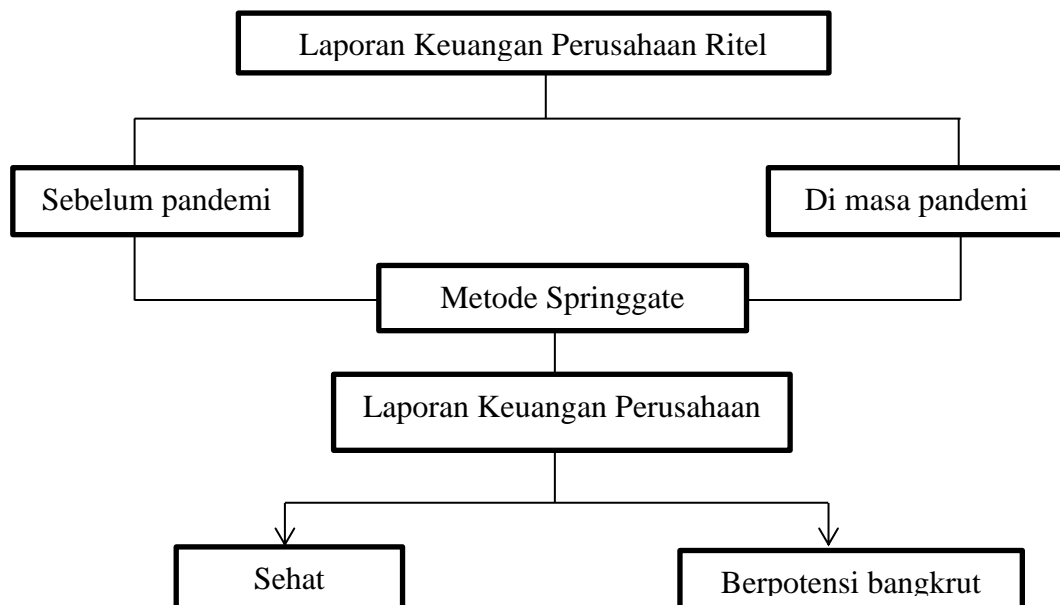 Laporan Keuangan Perusahaan Ritel
Sebelum pandemi
Di masa pandemi
Metode Springgate
Laporan Keuangan Perusahaan
Sehat
Berpotensi bangkrut